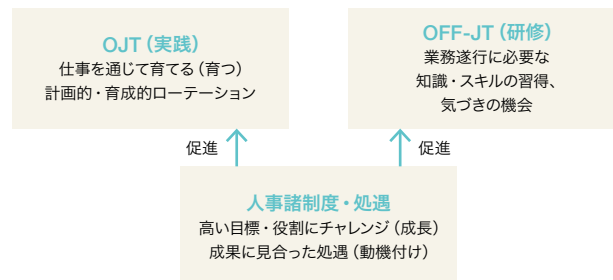 OJT（実践）
仕事を通じて育てる（育つ）
計画的・育成的ローテーション
OFF-JT（研修）
業務遂行に必要な
知識・スキルの習得、
気づきの機会
促進
促進
人事諸制度・処遇
高い目標・役割にチャレンジ（成長）
成果に見合った処遇（動機付け）